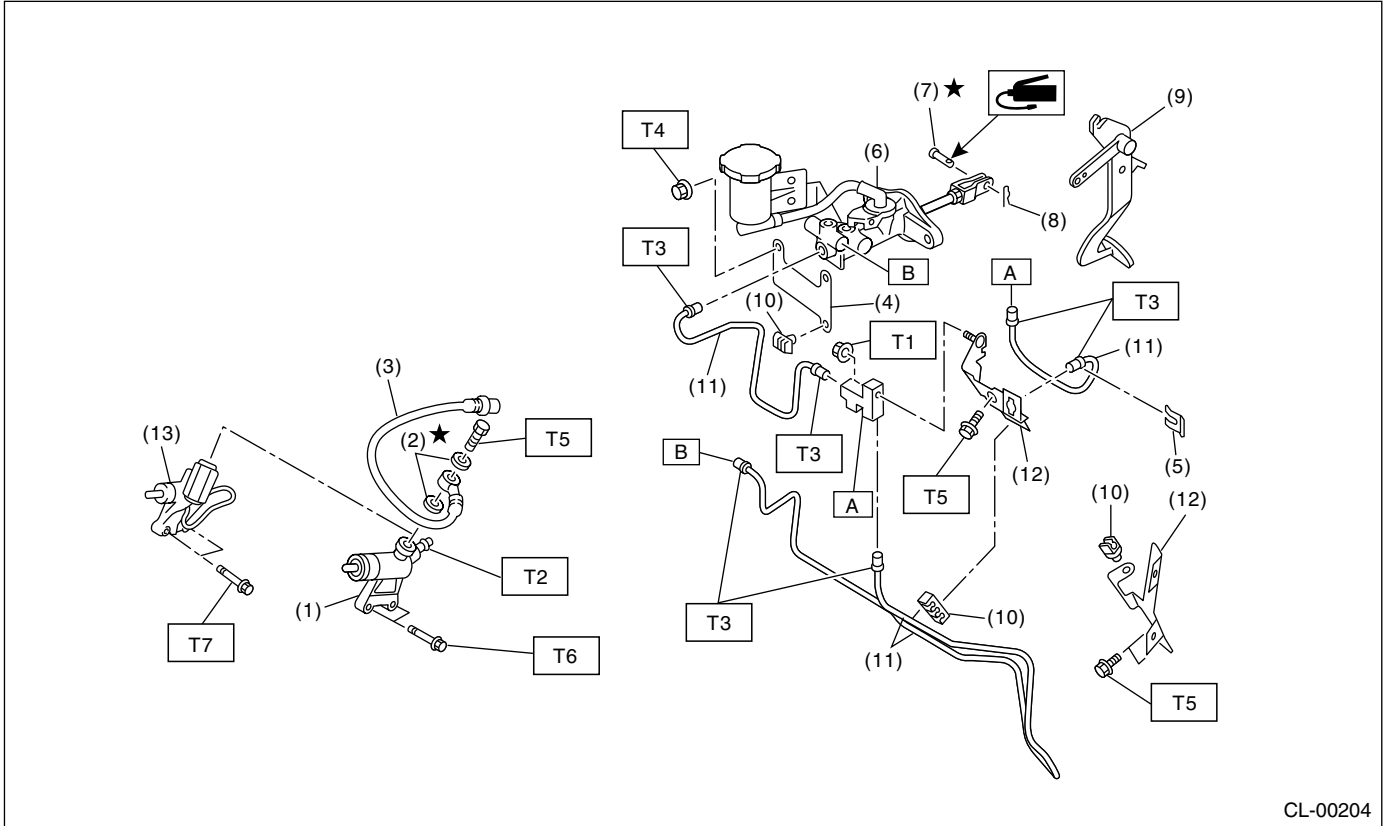 (7) ★
(9)
T4
(6)
(8)
T3
B
A
(10)
(4)
T3
T1
(11)
(11)
(3)
(2) ★
T5
(13)
T3
(5)
B
(12)
T5
A
(10)
(12)
T2
(1)
(10)
T3
T7
T6
(11)
T5
CL-00204